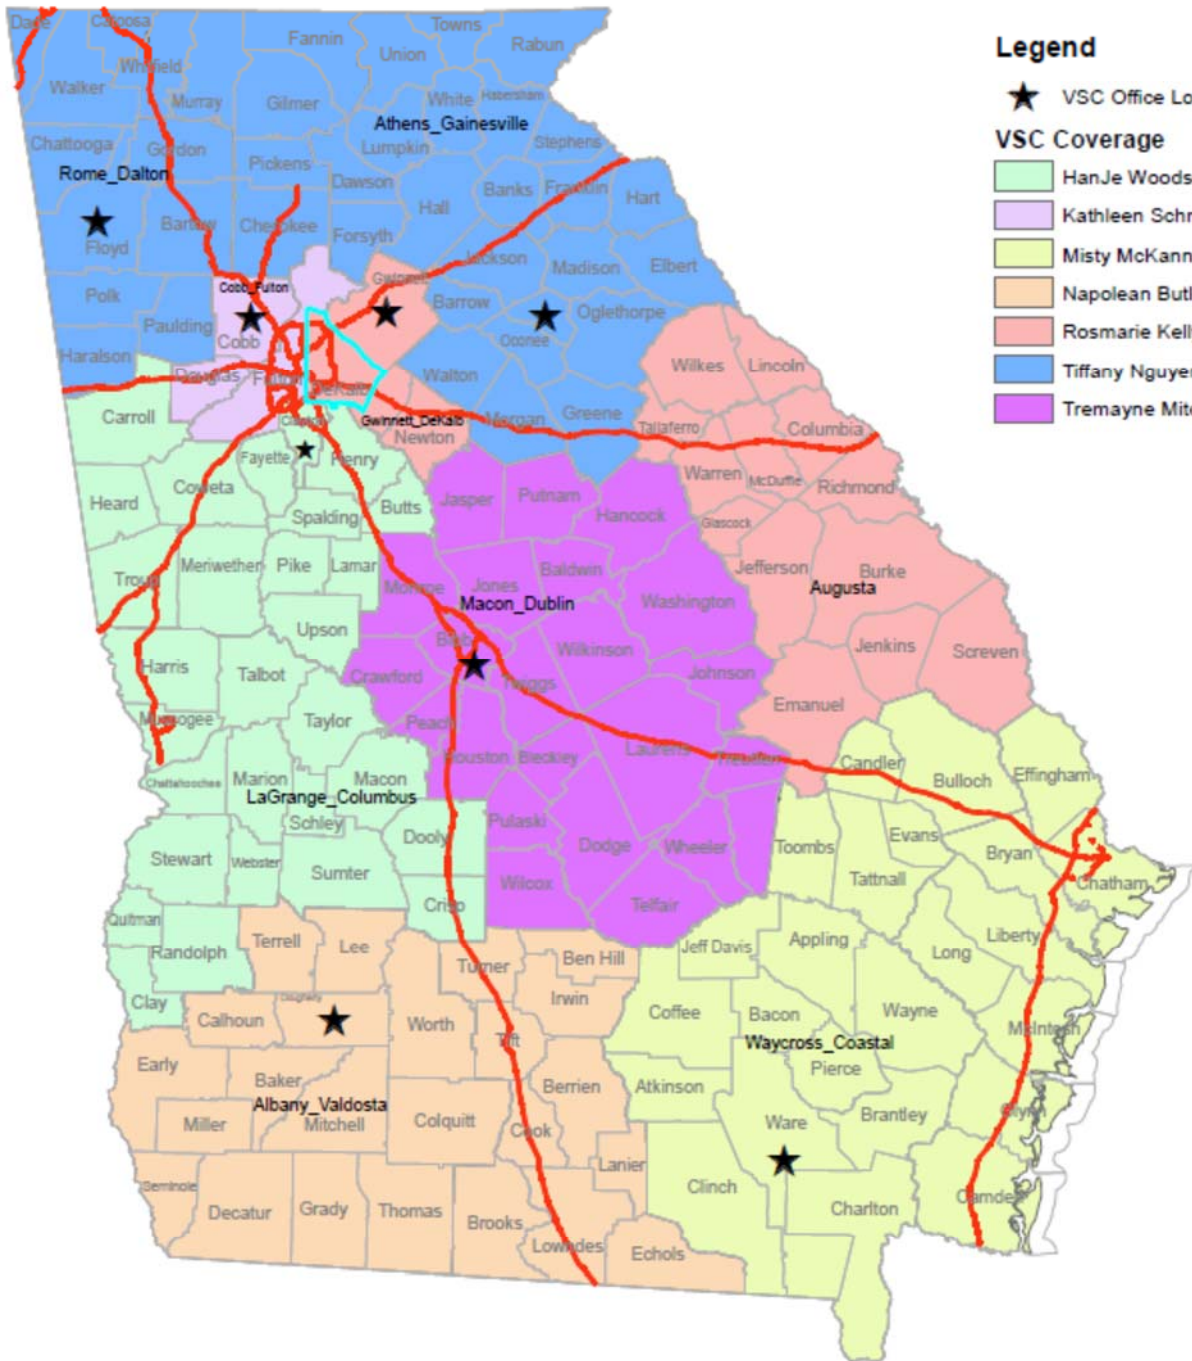 Legend
VSC Office Lo
VSC Coverage
HanJe Woods
Kathleen Schr
Misty McKann
Napolean Butl
Rosmarie Kell
Tiffany Nguye
Tremayne Mit
Dade Catoosa Fannin Towns Rabun
Union
Whitfield
Walker Murray Gilmer White Habersham
Athens_Gainesville
Chattooga Gordon Lumpkin Stephens
Rome_Dalton Pickens
Dawson Banks Franklin Hart
Floyd Bartow Cherokee Forsyth Hall
Jackson Madison Elbert
Polk Cobb_Fulton Gwinnett
Paulding Barrow Oglethorpe
Haralson Cobb Oconee
Douglas Fulton DeKalb Walton Wilkes Lincoln
Carroll Clayton Gwinnett_DeKalb Morgan Greene
Newton Taliaferro Columbia
Fayette Henry Warren McDuffie Richmond
Heard Coweta Butts Jasper Putnam Hancock
Spalding Glascock
Troup Meriwether Pike Lamar Monroe Jones Baldwin Jefferson Burke
Macon_Dublin Washington Augusta
Upson Bibb Wilkinson Jenkins Screven
Harris Talbot Crawford Twiggs Johnson
Muscogee Taylor Peach Emanuel
Chattahoochee Marion Macon Houston Bleckley Laurens Treutlen Candler Bulloch Effingham
LaGrange_Columbus
Schley Dooly Pulaski Evans
Stewart Webster Sumter Dodge Wheeler Toombs Bryan
Crisp Wilcox Tattnall Chatham
Quitman Telfair
Randolph Terrell Lee Turner Ben Hill Jeff Davis Appling Long Liberty
Clay Dougherty Irwin
Calhoun Worth Tift Coffee Bacon Wayne McIntosh
Waycross_Coastal
Early Baker Berrien Atkinson Pierce
Albany_Valdosta
Miller Mitchell Colquitt Cook Ware Brantley Glynn
Lanier
Seminole Decatur Grady Thomas Brooks Clinch Charlton Camden
Lowndes Echols